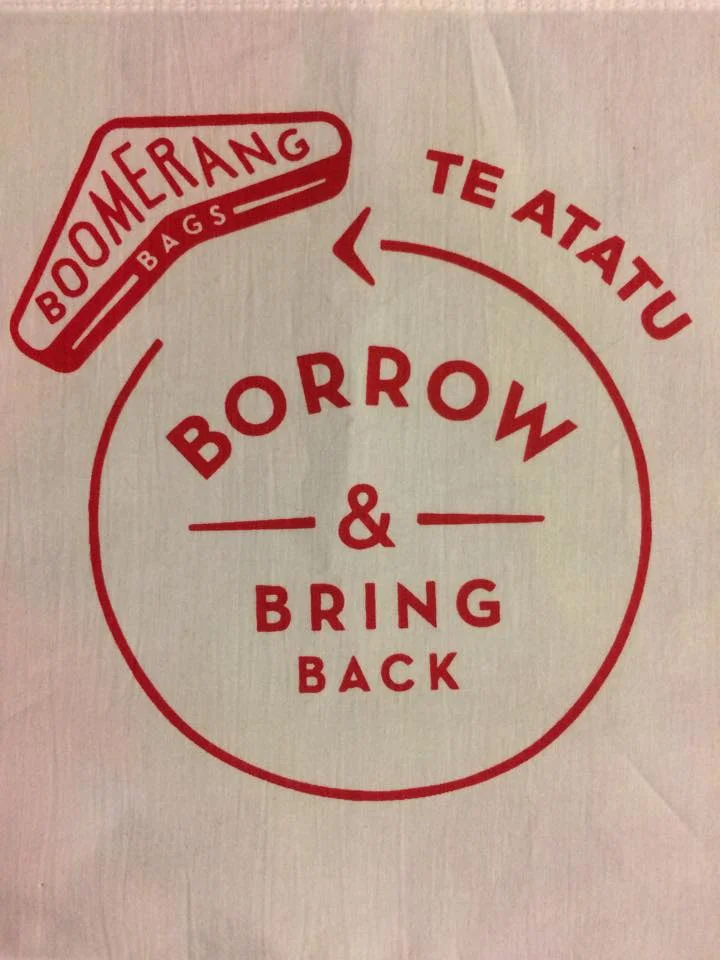 BOOMERANG
BAGS
TE ATATU
BORROW
&
BRING
BACK